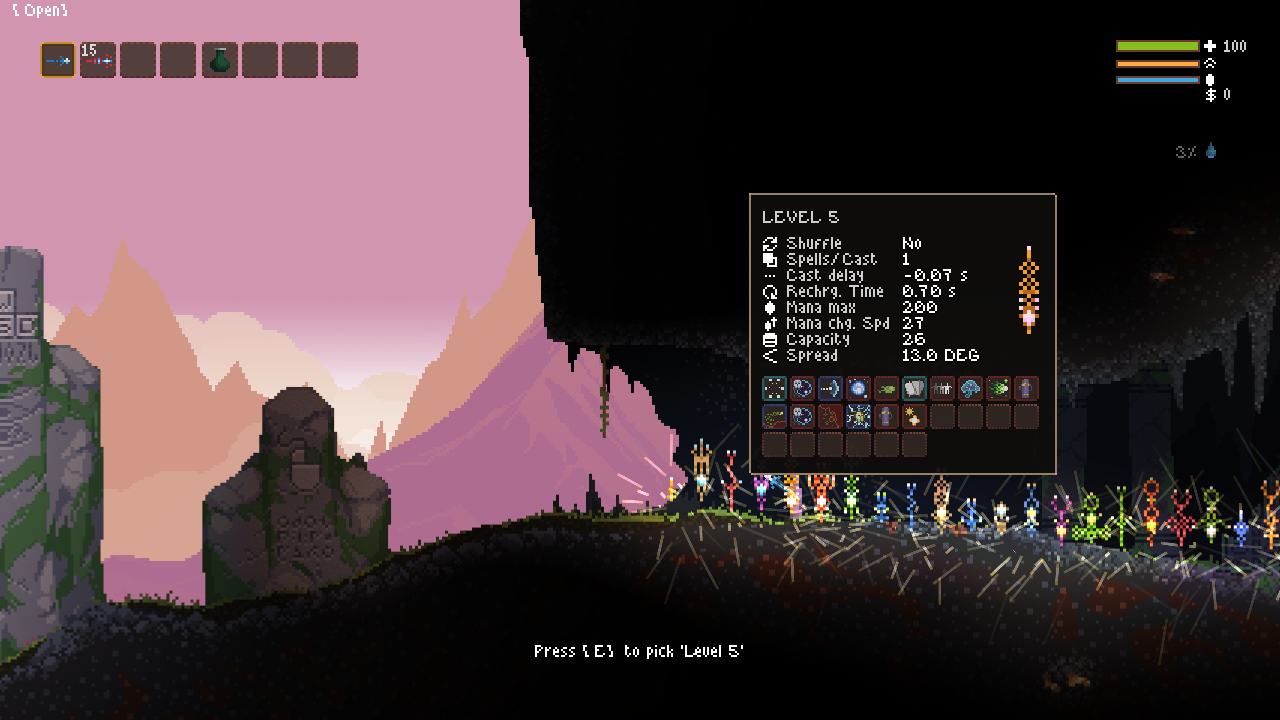 [ Open]
15
100
$ 0
3%
LEVEL 5
Shuffle No
Spells/Cast 1
Cast delay -0.07 s
Rechrg. Time 0.70 s
Mana max 200
Mana chg. Spd 27
Capacity 26
Spread 13.0 DEG
Press [ E] to pick 'Level 5'